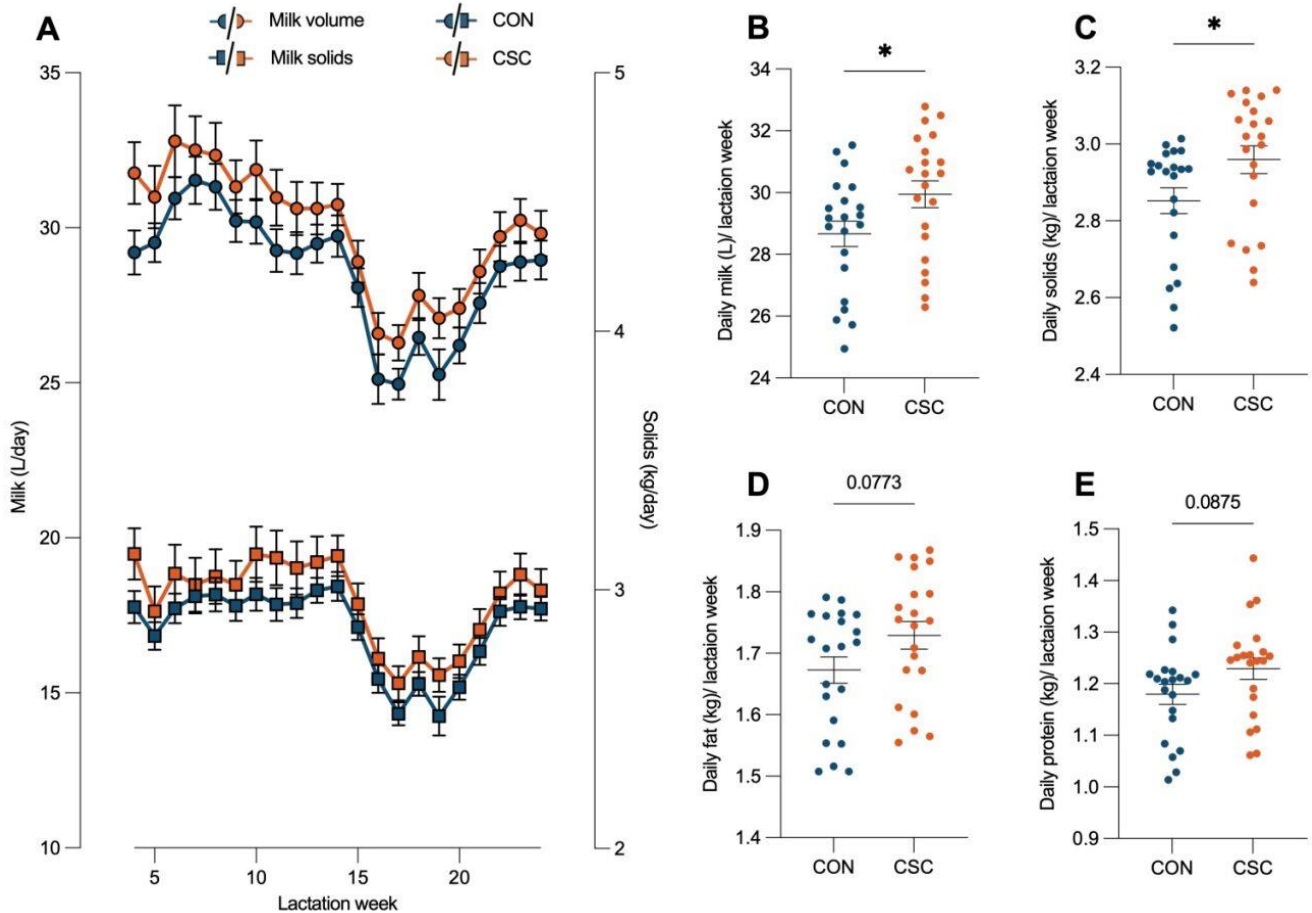 A
Milk volume
CON
Milk solids
CSC
35
30
25
20
15
10
Milk (L/day)
5
4
3
2
Solids (kg/day)
5
10
15
20
Lactation week
B
*
34
32
30
28
26
24
Daily milk (L)/ lactaion week
CON
CSC
C
*
3.2
3.0
2.8
2.6
2.4
Daily solids (kg)/ lactaion week
CON
CSC
D
0.0773
1.9
1.8
1.7
1.6
1.5
1.4
Daily fat (kg)/ lactaion week
CON
CSC
E
0.0875
1.5
1.4
1.3
1.2
1.1
1.0
0.9
Daily protein (kg)/ lactaion week
CON
CSC